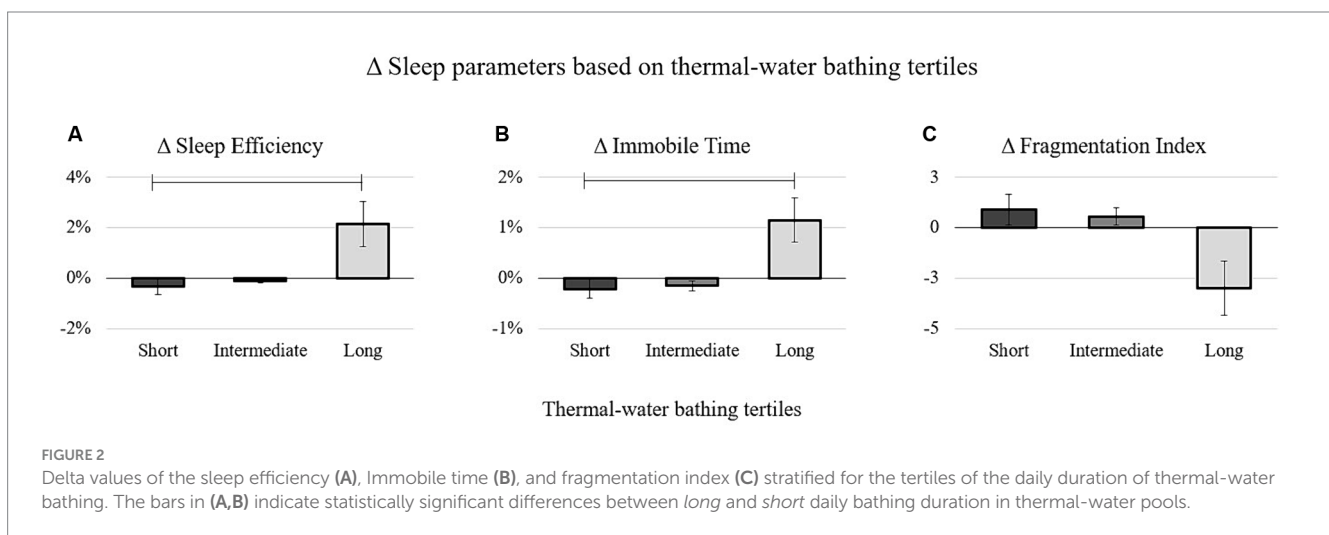 Δ Sleep parameters based on thermal-water bathing tertiles
A
Δ Sleep Efficiency
4%
2%
0%
-2%
Short Intermediate Long
B
Δ Immobile Time
2%
1%
0%
-1%
Short Intermediate Long
C
Δ Fragmentation Index
3
0
-3
-5
Short Intermediate Long
Thermal-water bathing tertiles
FIGURE 2
Delta values of the sleep efficiency (A), Immobile time (B), and fragmentation index (C) stratified for the tertiles of the daily duration of thermal-water
bathing. The bars in (A,B) indicate statistically significant differences between long and short daily bathing duration in thermal-water pools.